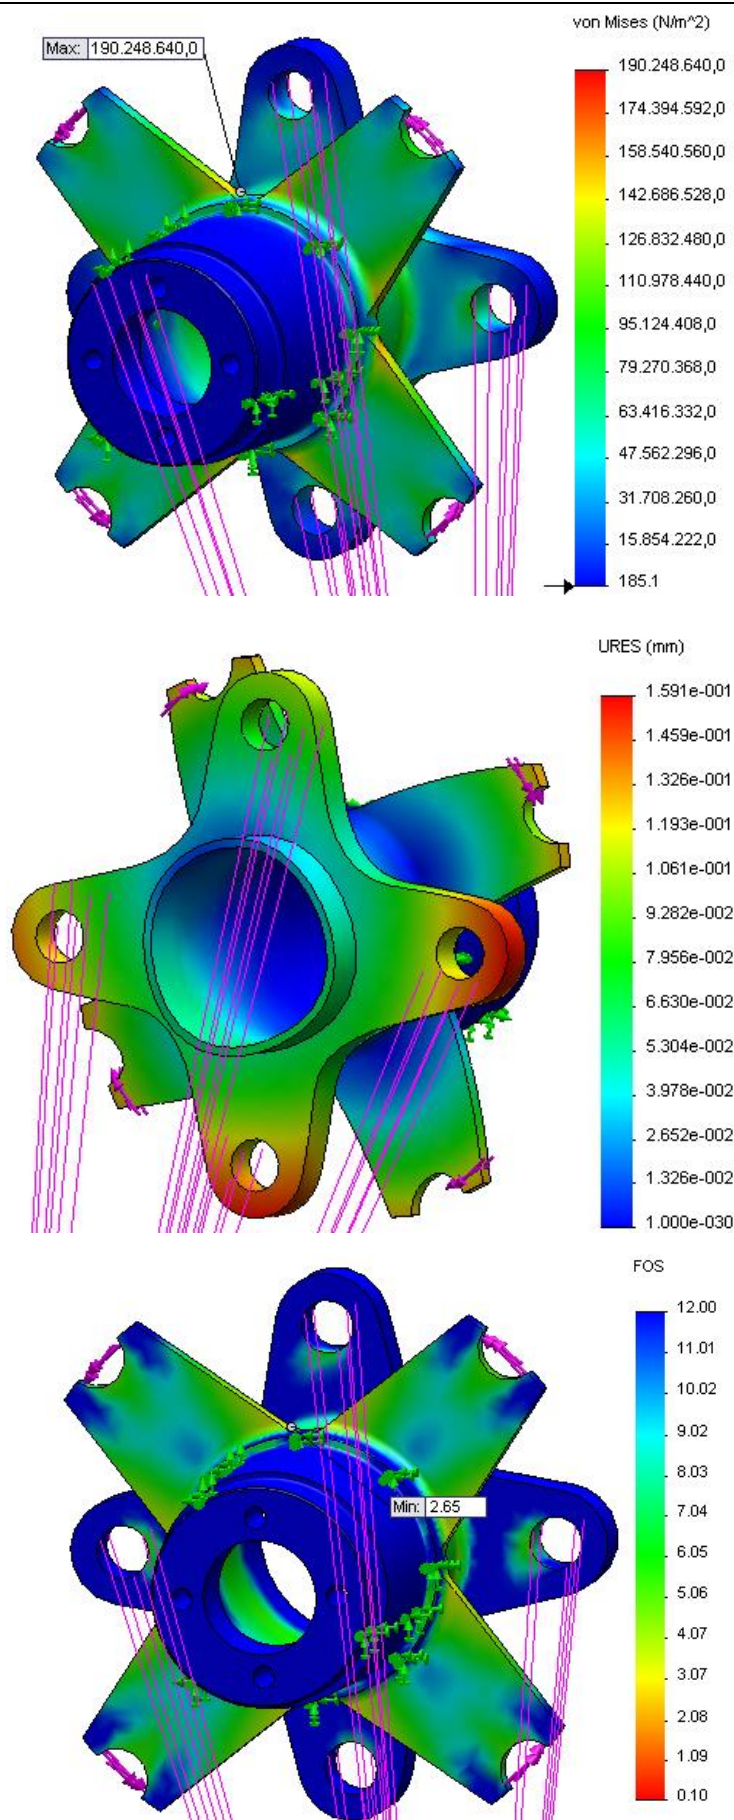 von Mises (N/m^2)
Max: 190.248.640,0
190.248.640,0
174.394.592,0
158.540.560,0
142.686.528,0
126.832.480,0
110.978.440,0
95.124.408,0
79.270.368,0
63.416.332,0
47.562.296,0
31.708.260,0
15.854.222,0
185.1
URES (mm)
1.591e-001
1.459e-001
1.326e-001
1.193e-001
1.061e-001
9.282e-002
7.956e-002
6.630e-002
5.304e-002
3.978e-002
2.652e-002
1.326e-002
1.000e-030
FOS
12.00
11.01
10.02
9.02
8.03
7.04
6.05
5.06
4.07
3.07
2.08
1.09
0.10
Min: 2.65